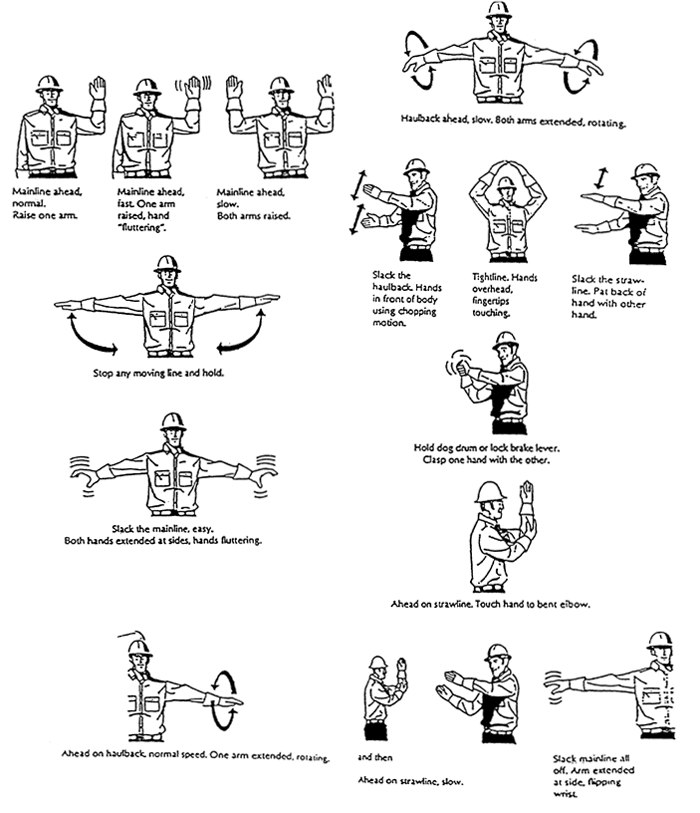 Mainline ahead,
normal.
Raise one arm.
Mainline ahead,
fast. One arm
raised, hand
"fluttering".
Mainline ahead,
slow.
Both arms raised.
Haulback ahead, slow. Both arms extended, rotating.
Slack the
haulback. Hands
in front of body
using chopping
motion.
Tightline. Hands
overhead,
fingertips
touching.
Slack the straw-
line. Pat back of
hand with other
hand.
Stop any moving line and hold.
Hold dog drum or lock brake lever.
Clasp one hand with the other.
Slack the mainline, easy.
Both hands extended at sides, hands fluttering.
Ahead on strawline. Touch hand to bent elbow.
Ahead on haulback, normal speed. One arm extended, rotating.
and then
Ahead on strawline, slow.
Slack mainline all
off. Arm extended
at side, flipping
wrist.